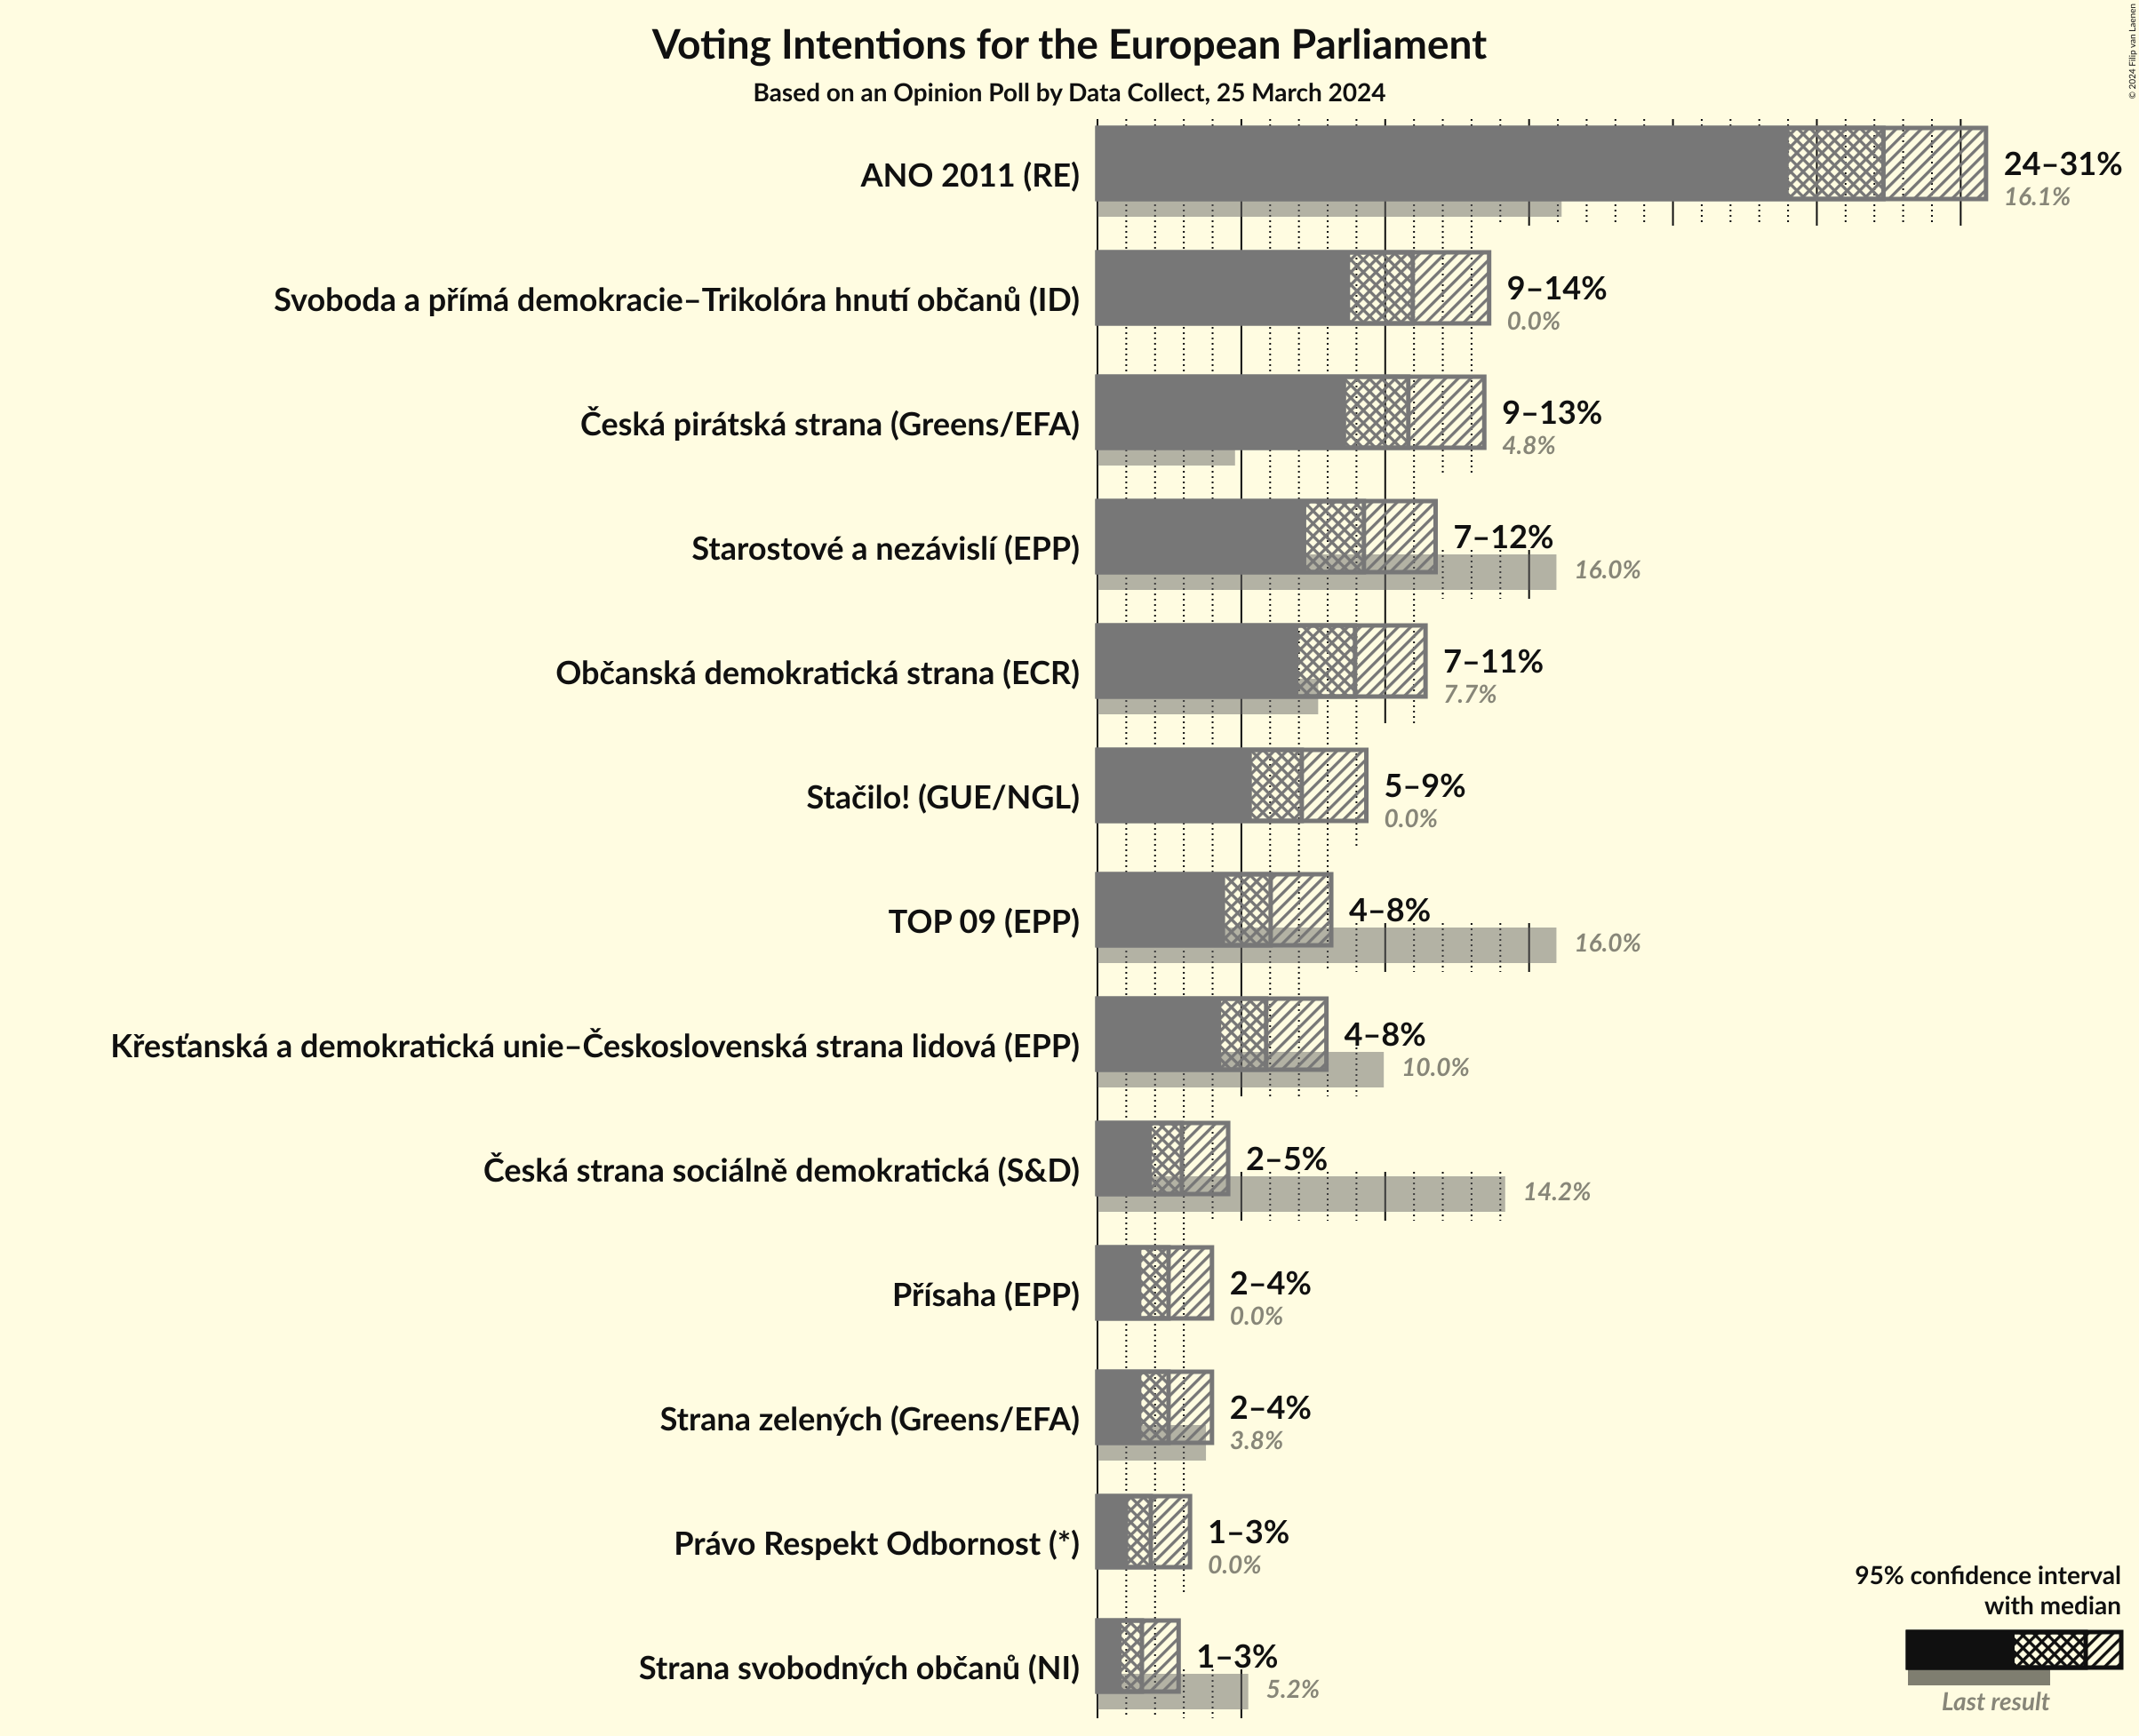 © 2024 Filip van Laenen
Voting Intentions for the European Parliament
Based on an Opinion Poll by Data Collect, 25 March 2024
ANO 2011 (RE)
24–31%
16.1%
Svoboda a přímá demokracie–Trikolóra hnutí občanů (ID)
9–14%
0.0%
Česká pirátská strana (Greens/EFA)
9–13%
4.8%
Starostové a nezávislí (EPP)
7–12%
16.0%
Občanská demokratická strana (ECR)
7–11%
7.7%
Stačilo! (GUE/NGL)
5–9%
0.0%
TOP 09 (EPP)
4–8%
16.0%
Křesťanská a demokratická unie–Československá strana lidová (EPP)
4–8%
10.0%
Česká strana sociálně demokratická (S&D)
2–5%
14.2%
Přísaha (EPP)
2–4%
0.0%
Strana zelených (Greens/EFA)
2–4%
3.8%
Právo Respekt Odbornost (*)
1–3%
0.0%
Strana svobodných občanů (NI)
1–3%
5.2%
95% confidence interval
with median
Last result